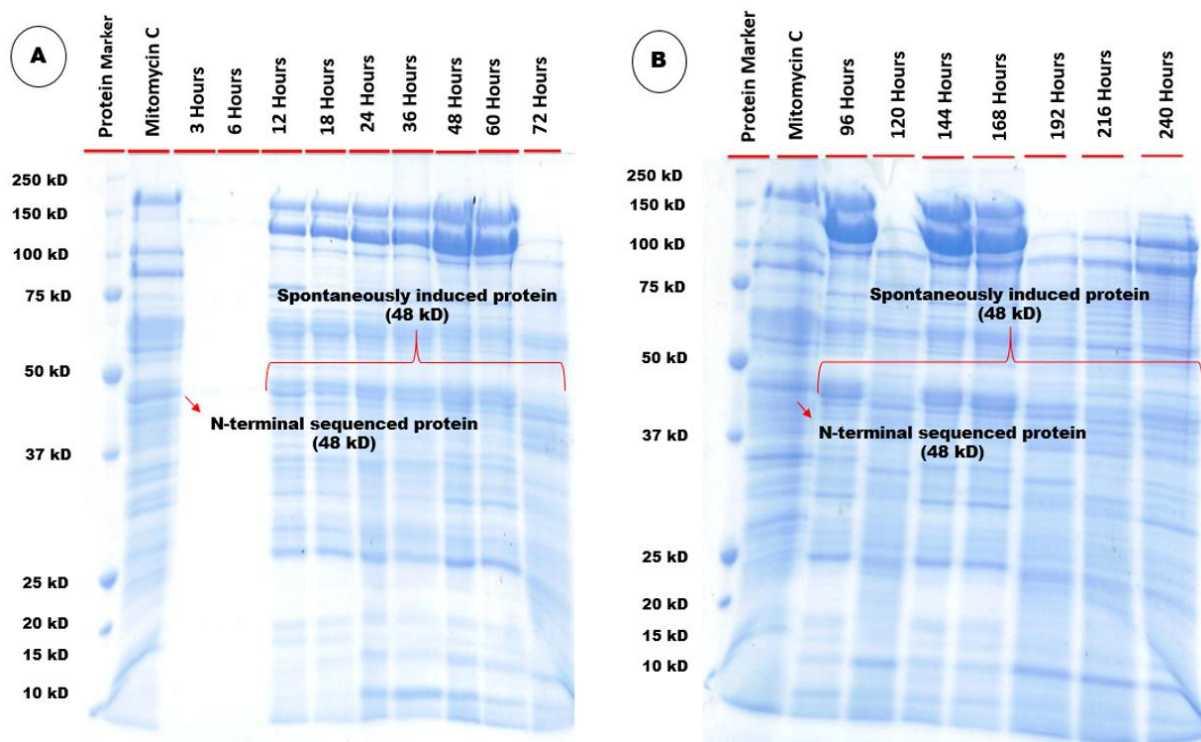 A
Protein Marker
Mitomycin C
3 Hours
6 Hours
12 Hours
18 Hours
24 Hours
36 Hours
48 Hours
60 Hours
72 Hours
250 kD
150 kD
100 kD
75 kD
50 kD
37 kD
25 kD
20 kD
15 kD
10 kD
Spontaneously induced protein
(48 kD)
N-terminal sequenced protein
(48 kD)
B
Protein Marker
Mitomycin C
96 Hours
120 Hours
144 Hours
168 Hours
192 Hours
216 Hours
240 Hours
250 kD
150 kD
100 kD
75 kD
50 kD
37 kD
25 kD
20 kD
15 kD
10 kD
Spontaneously induced protein
(48 kD)
N-terminal sequenced protein
(48 kD)